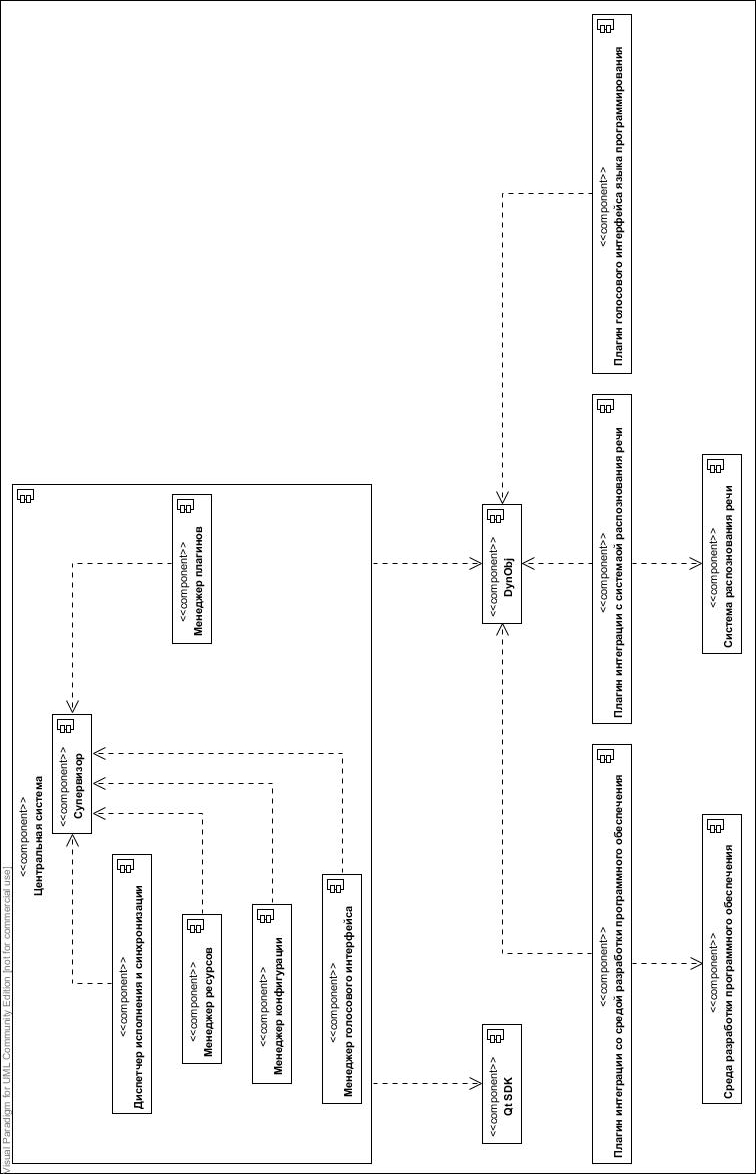 Visual Paradigm for UML Community Edition [not for commercial use]
<<component>>
Центральная система
<<component>>
Супервизор
<<component>>
Диспетчер исполнения и синхронизации
<<component>>
Менеджер плагинов
<<component>>
Менеджер ресурсов
<<component>>
Менеджер конфигурации
<<component>>
Менеджер голосового интерфейса
<<component>>
Qt SDK
<<component>>
DynObj
<<component>>
Плагин интеграции со средой разработки программного обеспечения
<<component>>
Плагин интеграции с системаой распознования речи
<<component>>
Плагин голосового интерфейса языка программирования
<<component>>
Среда разработки программного обеспечения
<<component>>
Система распознования речи